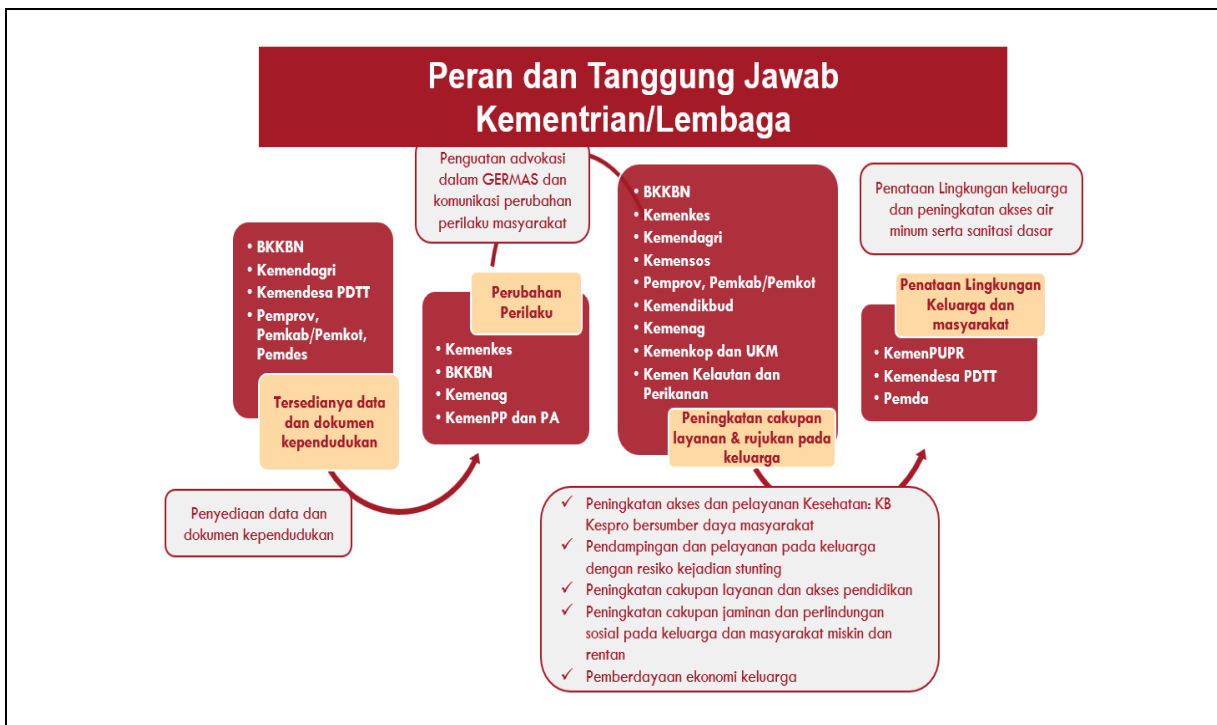 Peran dan Tanggung Jawab
Kementrian/Lembaga
• BKKBN
• Kemendagri
• Kemendesa PDTT
• Pemprov,
Pemkab/Pemkot,
Pemdes
Tersedianya data
dan dokumen
kependudukan
Penyediaan data dan
dokumen kependudukan
Penguatan advokasi
dalam GERMAS dan
komunikasi perubahan
perilaku masyarakat
Perubahan
Perilaku
• Kemenkes
• BKKBN
• Kemenag
• KemenPP dan PA
• BKKBN
• Kemenkes
• Kemendagri
• Kemensos
• Pemprov, Pemkab/Pemkot
• Kemendikbud
• Kemenag
• Kemenkop dan UKM
• Kemen Kelautan dan
Perikanan
Peningkatan cakupan
layanan & rujukan pada
keluarga
✓ Peningkatan akses dan pelayanan Kesehatan: KB
Kespro bersumber daya masyarakat
✓ Pendampingan dan pelayanan pada keluarga
dengan resiko kejadian stunting
✓ Peningkatan cakupan layanan dan akses pendidikan
✓ Peningkatan cakupan jaminan dan perlindungan
sosial pada keluarga dan masyarakat miskin dan
rentan
✓ Pemberdayaan ekonomi keluarga
Penataan Lingkungan keluarga
dan peningkatan akses air
minum serta sanitasi dasar
Penataan Lingkungan
Keluarga dan
masyarakat
• KemenPUPR
• Kemendesa PDTT
• Pemda